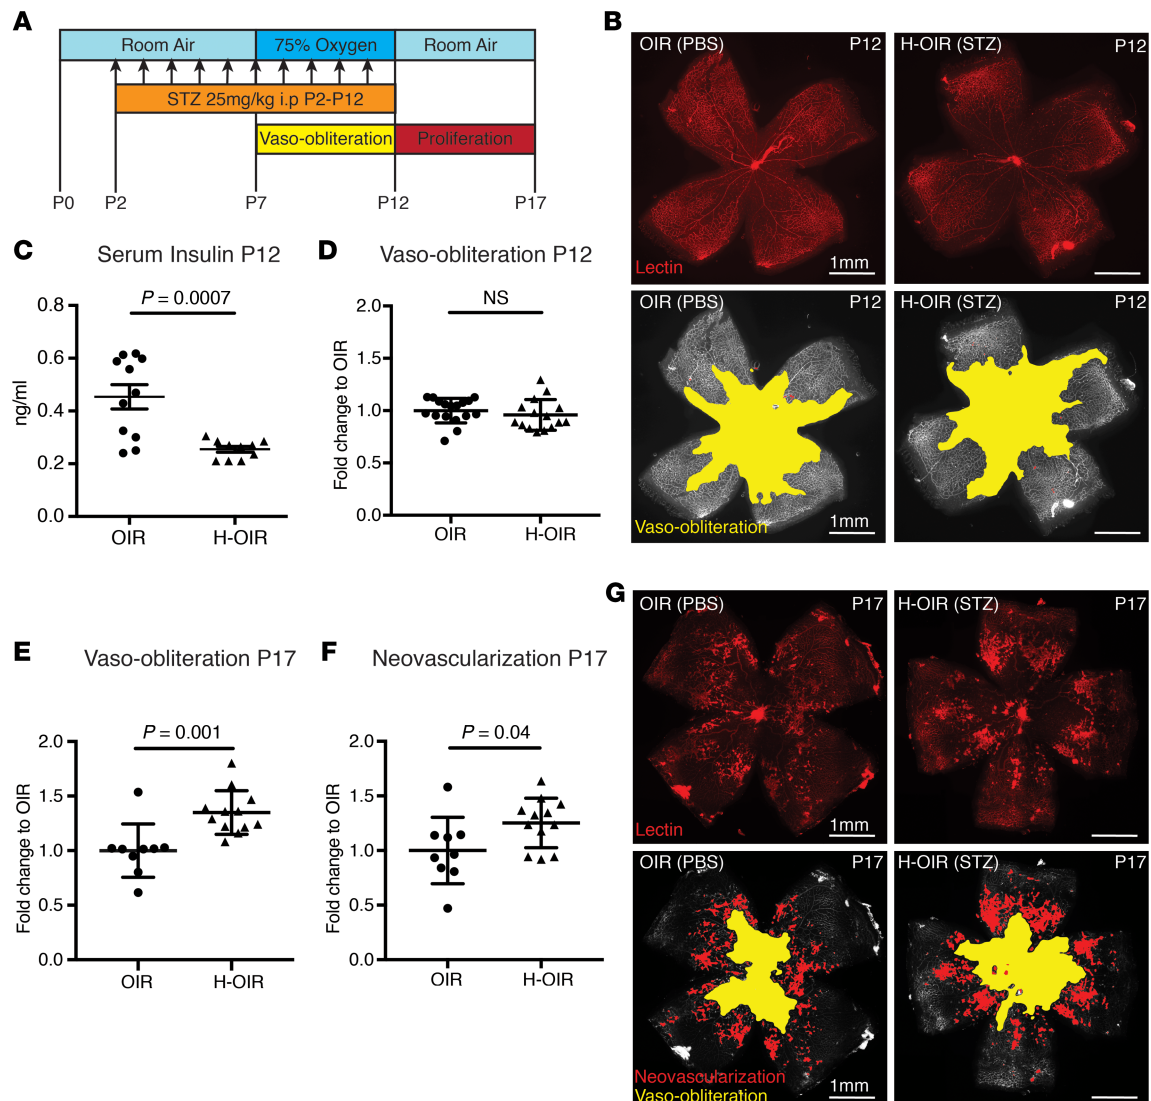 A
Room Air 75% Oxygen Room Air
STZ 25mg/kg i.p P2-P12
Vaso-obliteration Proliferation
P0 P2 P7 P12 P17
B
OIR (PBS) P12
Lectin 1mm
H-OIR (STZ) P12
OIR (PBS) P12
Vaso-obliteration 1mm
H-OIR (STZ) P12
C Serum Insulin P12
P = 0.0007
ng/ml
0.8
0.6
0.4
0.2
0.0
OIR H-OIR
D Vaso-obliteration P12
NS
Fold change to OIR
2.0
1.5
1.0
0.5
0.0
OIR H-OIR
E Vaso-obliteration P17
P = 0.001
Fold change to OIR
2.0
1.5
1.0
0.5
0.0
OIR H-OIR
F Neovascularization P17
P = 0.04
Fold change to OIR
2.0
1.5
1.0
0.5
0.0
OIR H-OIR
G
OIR (PBS) P17
Lectin 1mm
H-OIR (STZ) P17
OIR (PBS) P17
Neovascularization
Vaso-obliteration 1mm
H-OIR (STZ) P17